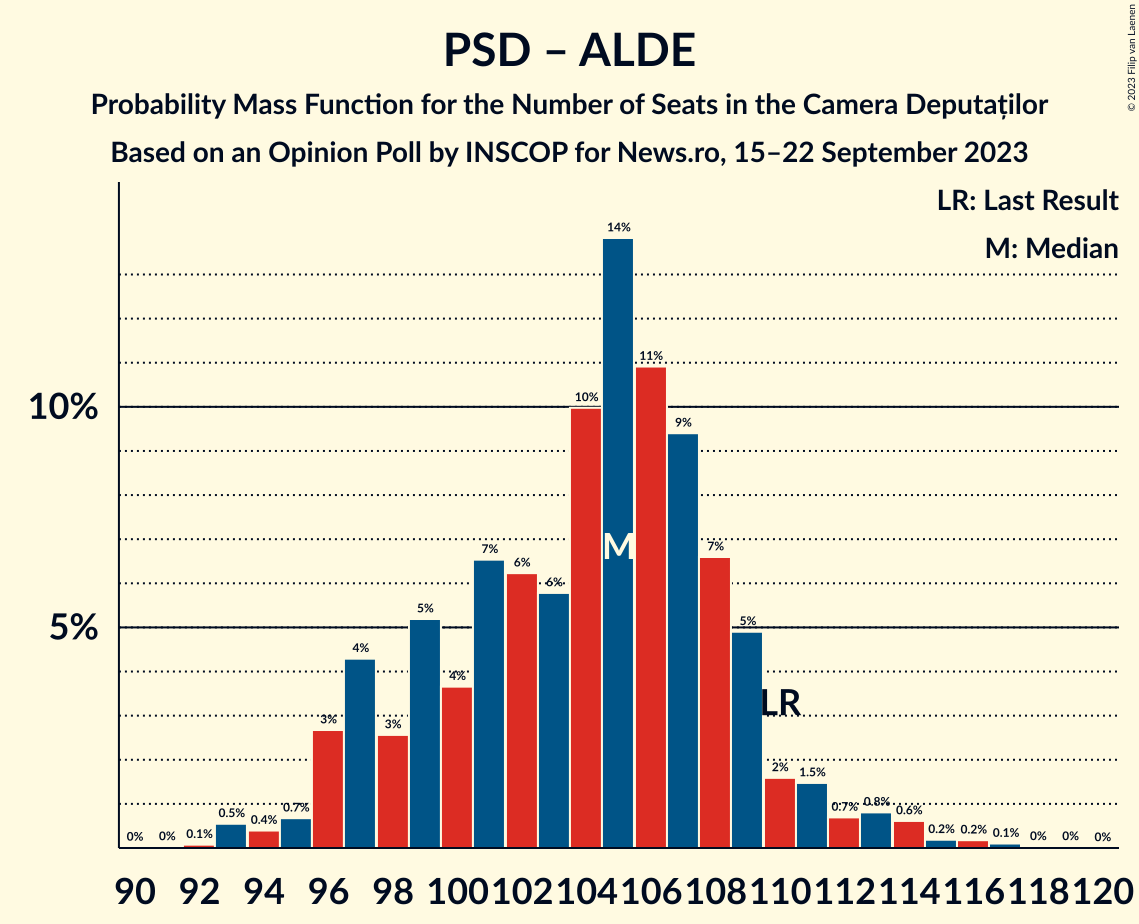 PSD – ALDE
Probability Mass Function for the Number of Seats in the Camera Deputaților
Based on an Opinion Poll by INSCOP for News.ro, 15–22 September 2023
© 2023 Filip van Laenen
LR: Last Result
M: Median
10%
5%
0% 0% 0.1% 0.5% 0.4% 0.7% 3% 4% 3% 5% 4% 7% 6% 6% 10% 14% 11% 9% 7% 5% 2% 1.5% 0.7% 0.8% 0.6% 0.2% 0.2% 0.1% 0% 0% 0%
M
LR
90 92 94 96 98 100 102 104 106 108 110 112 114 116 118 120